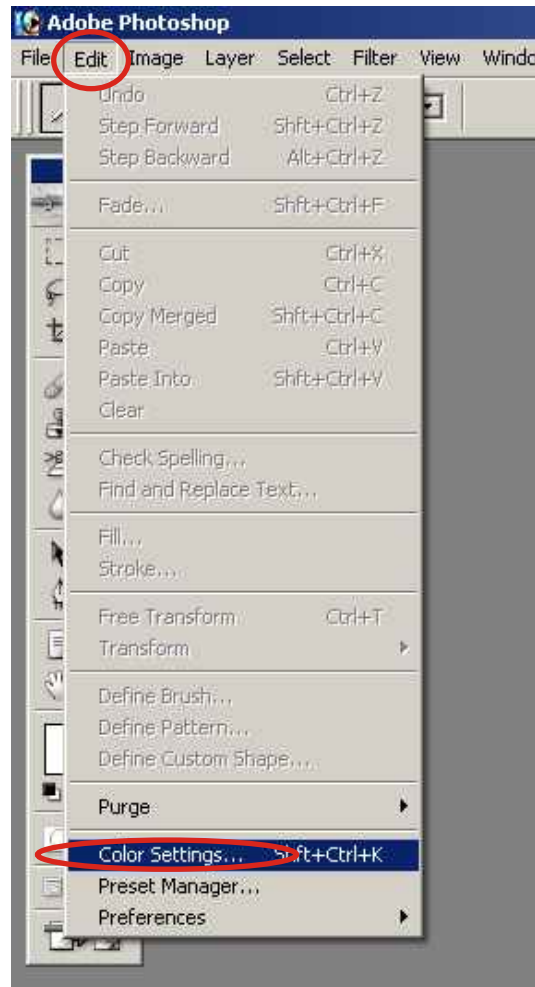 Adobe Photoshop
File Edit Image Layer Select Filter View Windo
Undo Ctrl+Z
Step Forward Shft+Ctrl+Z
Step Backward Alt+Ctrl+Z
Fade... Shft+Ctrl+F
Cut Ctrl+X
Copy Ctrl+C
Copy Merged Shft+Ctrl+C
Paste Ctrl+V
Paste Into Shft+Ctrl+V
Clear
Check Spelling...
Find and Replace Text...
Fill...
Stroke...
Free Transform Ctrl+T
Transform
Define Brush...
Define Pattern...
Define Custom Shape...
Purge
Color Settings... Shft+Ctrl+K
Preset Manager...
Preferences